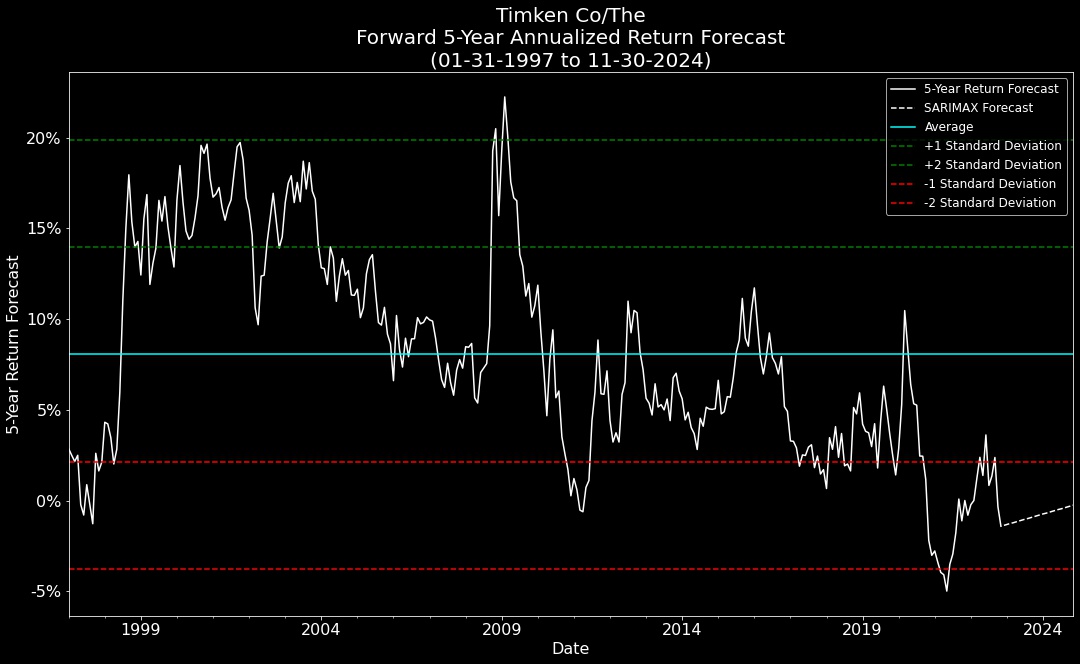 Timken Co/The
Forward 5-Year Annualized Return Forecast
(01-31-1997 to 11-30-2024)
5-Year Return Forecast
SARIMAX Forecast
Average
+1 Standard Deviation
+2 Standard Deviation
-1 Standard Deviation
-2 Standard Deviation
5-Year Return Forecast
20%
15%
10%
5%
0%
-5%
1999
2004
2009
2014
2019
2024
Date